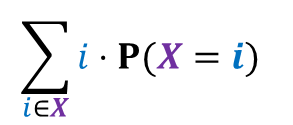 ∑ i · P(X = i)
i∈X